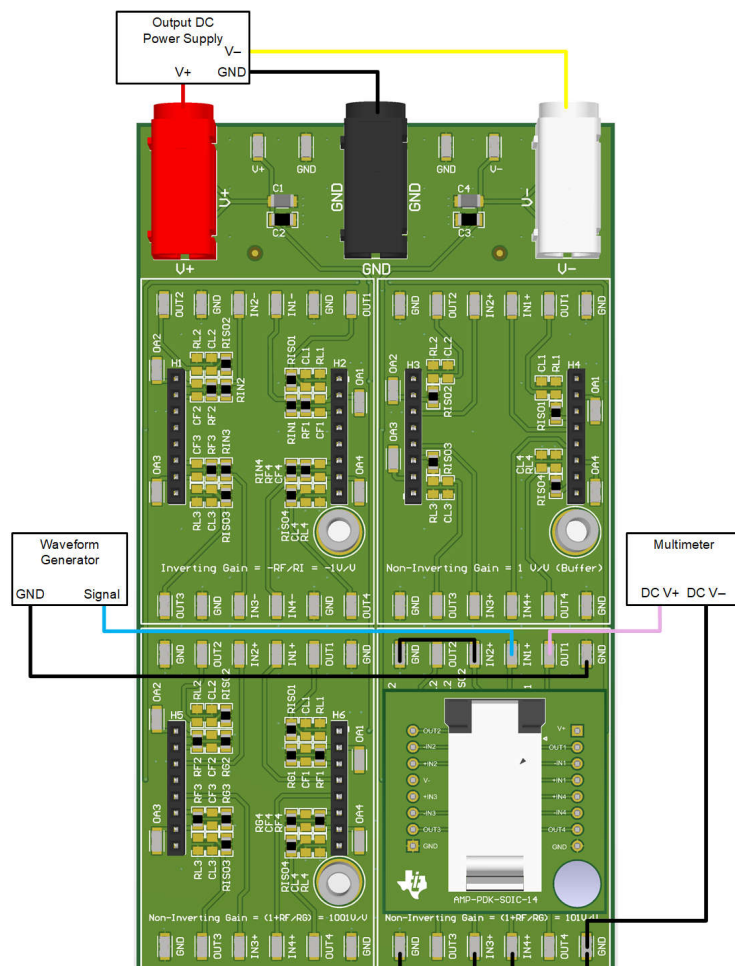 Output DC
Power Supply
V–
V+
GND
V+
GND
GND
V-
C1
C4
C2
C3
V+
GND
GND
V-
V+
GND
V-
OUT2
GND
IN2-
IN1-
OUT1
GND
OUT2
IN2+
IN1+
OUT1
GND
OA2
H1
RL2
CL2
RISO2
RISO1
CL1
RL1
H2
OA1
CF2
RF2
RIN2
RIN1
RF1
CF1
OA3
CF3
RF3
RIN3
RIN4
RF4
CF4
OA4
RL3
CL3
RISO3
RISO4
CL4
RL4
OA2
H3
RL2
CL2
RISO2
CL1
RL1
RISO1
H4
OA1
OA3
RISO3
RL3
CL3
CL4
RL4
RISO4
OA4
Inverting Gain = -RF/RI = -1V/V
Non-Inverting Gain = 1 V/V (Buffer)
Waveform
Generator
GND
Signal
Multimeter
DC V+
DC V–
GND
OUT3
IN3-
IN4-
OUT4
GND
GND
OUT3
IN3+
IN4+
OUT4
GND
GND
OUT2
IN2+
IN1+
OUT1
GND
GND
OUT2
IN2+
IN1+
OUT1
GND
OA2
H5
RL2
CL2
RISO2
RISO1
CL1
RL1
H6
OA1
RF2
CF2
RG2
RG1
CF1
RF1
OA3
RF3
CF3
RG3
RG4
CF4
RF4
OA4
RL3
CL3
RISO3
RISO4
CL4
RL4
OUT2
-IN2
+IN2
V-
+IN3
-IN3
OUT3
GND
V+
OUT1
-IN1
+IN1
+IN4
-IN4
OUT4
GND
AMP-PDK-SOIC-14
Non-Inverting Gain = (1+RF/RG) = 1001V/V
Non-Inverting Gain = (1+RF/RG) = 101V/V
GND
OUT3
IN3+
IN4+
OUT4
GND
GND
OUT3
IN3+
IN4+
OUT4
GND